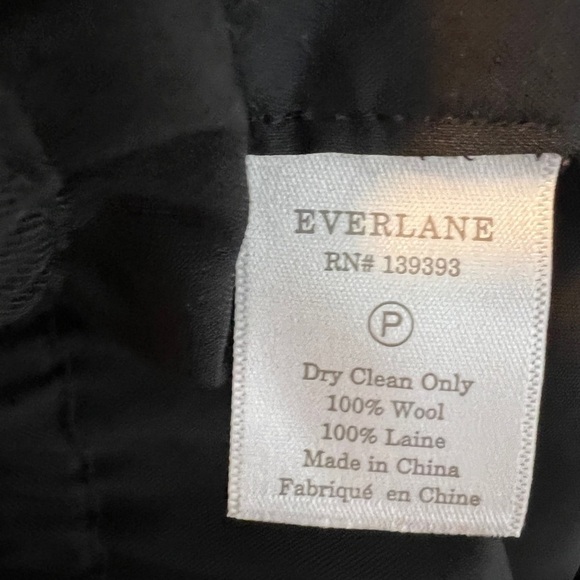 EVERLANE
RN# 139393
P
Dry Clean Only
100% Wool
100% Laine
Made in China
Fabriqué en Chine